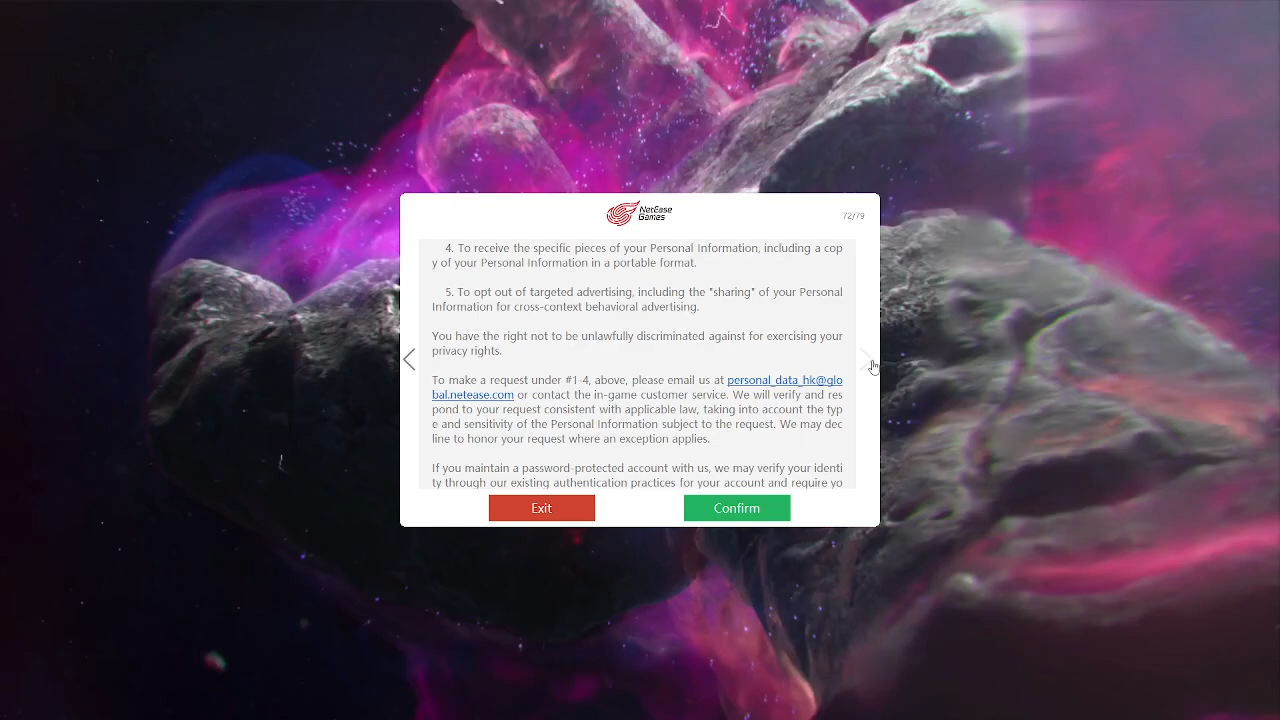 NetEase
Games
72/79
4. To receive the specific pieces of your Personal Information, including a cop
y of your Personal Information in a portable format.
5. To opt out of targeted advertising, including the "sharing" of your Personal
Information for cross-context behavioral advertising.
You have the right not to be unlawfully discriminated against for exercising your
privacy rights.
To make a request under #1-4, above, please email us at personal_data_hk@glo
bal.netease.com or contact the in-game customer service. We will verify and res
pond to your request consistent with applicable law, taking into account the typ
e and sensitivity of the Personal Information subject to the request. We may dec
line to honor your request where an exception applies.
If you maintain a password-protected account with us, we may verify your identi
ty through our existing authentication practices for your account and require yo
Exit
Confirm